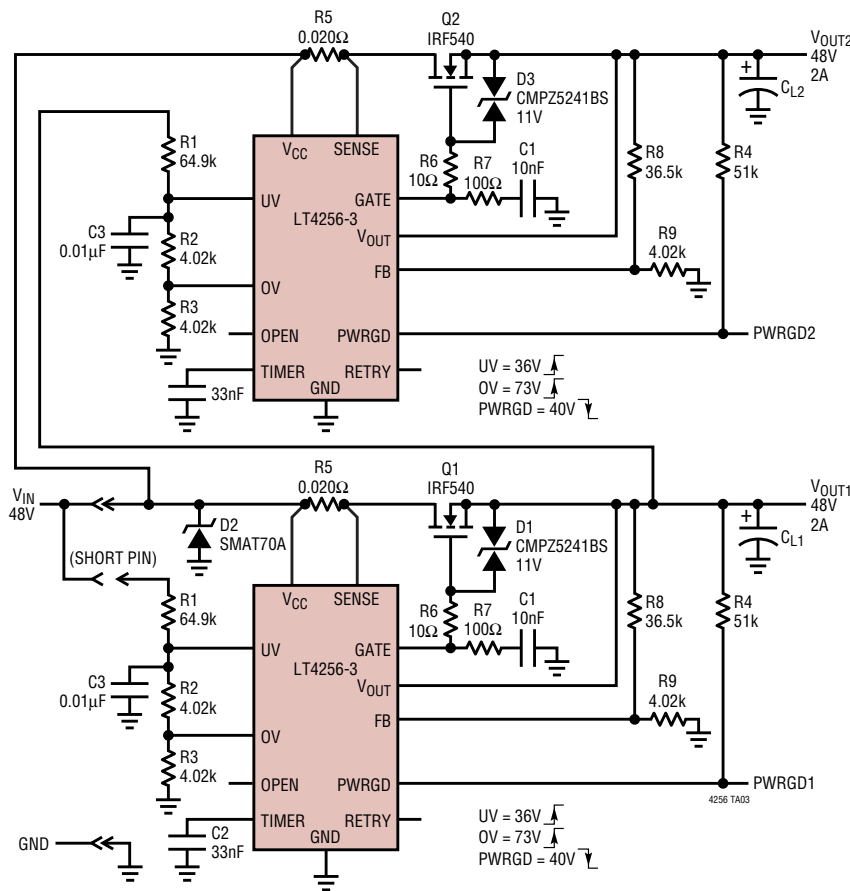 R5
0.020Ω
Q2
IRF540
VOUT2
48V
2A
D3
CMPZ5241BS
11V
CL2
+
R1
64.9k
VCC
SENSE
R6
10Ω
R7
100Ω
C1
10nF
R8
36.5k
R4
51k
UV
GATE
LT4256-3
VOUT
C3
0.01µF
R2
4.02k
FB
R9
4.02k
OV
R3
4.02k
OPEN
PWRGD
PWRGD2
TIMER
RETRY
GND
33nF
UV = 36V
OV = 73V
PWRGD = 40V
VIN
48V
R5
0.020Ω
Q1
IRF540
VOUT1
48V
2A
D2
SMAT70A
D1
CMPZ5241BS
11V
CL1
+
(SHORT PIN)
R1
64.9k
VCC
SENSE
R6
10Ω
R7
100Ω
C1
10nF
R8
36.5k
R4
51k
UV
GATE
LT4256-3
VOUT
C3
0.01µF
R2
4.02k
FB
R9
4.02k
OV
R3
4.02k
OPEN
PWRGD
PWRGD1
4256 TA03
TIMER
RETRY
GND
C2
33nF
UV = 36V
OV = 73V
PWRGD = 40V
GND